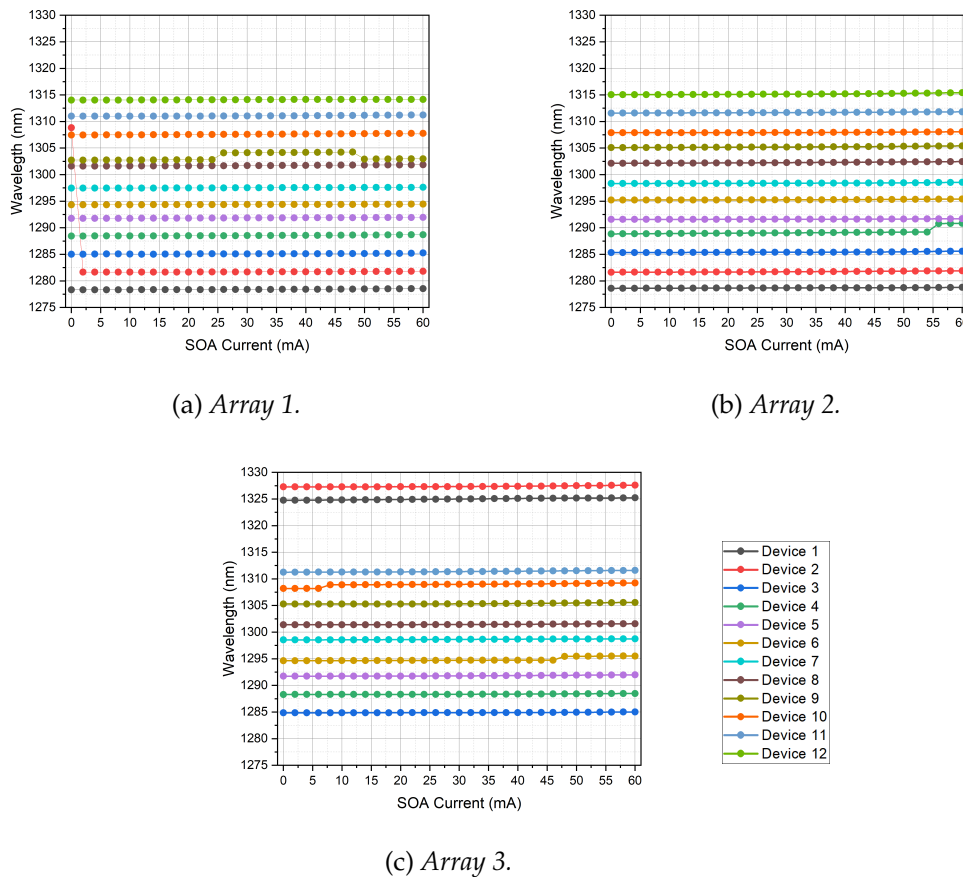 1330
1325
1320
1315
1310
1305
1300
1295
1290
1285
1280
1275
Wavelegth (nm)
0 5 10 15 20 25 30 35 40 45 50 55 60
SOA Current (mA)
(a) Array 1.
1330
1325
1320
1315
1310
1305
1300
1295
1290
1285
1280
1275
Wavelength (nm)
0 5 10 15 20 25 30 35 40 45 50 55 60
SOA Current (mA)
(b) Array 2.
1330
1325
1320
1315
1310
1305
1300
1295
1290
1285
1280
1275
Wavelength (nm)
0 5 10 15 20 25 30 35 40 45 50 55 60
SOA Current (mA)
Device 1
Device 2
Device 3
Device 4
Device 5
Device 6
Device 7
Device 8
Device 9
Device 10
Device 11
Device 12
(c) Array 3.